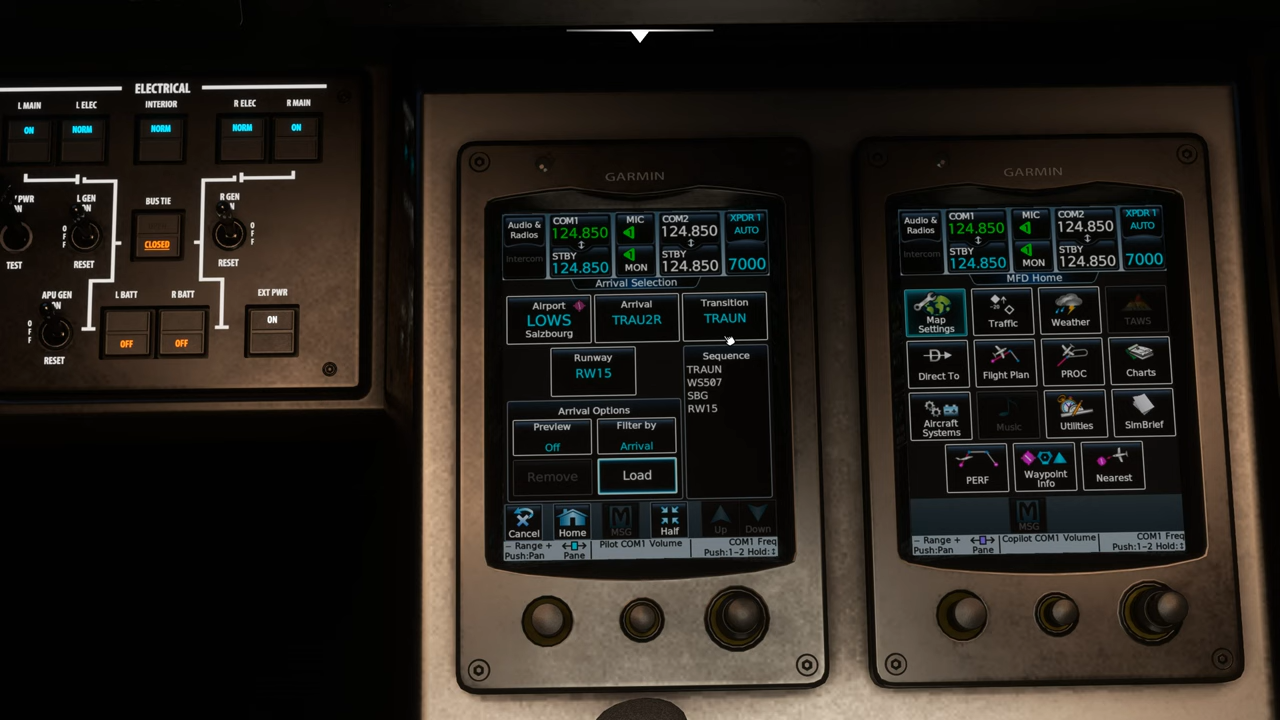 ELECTRICAL
L MAIN
L ELEC
INTERIOR
R ELEC
R MAIN
ON
NORM
NORM
NORM
ON
L GEN
BUS TIE
R GEN
OFF
CLOSED
OFF
TEST
RESET
RESET
APU GEN
L BATT
R BATT
EXT PWR
OFF
OFF
OFF
ON
RESET
GARMIN
Audio & Radios
Intercom
COM1
124.850
STBY
124.850
MIC
MON
COM2
124.850
STBY
124.850
XPDR 1
AUTO
7000
Arrival Selection
Airport
LOWS
Salzbourg
Arrival
TRAU2R
Transition
TRAUN
Runway
RW15
Sequence
TRAUN
WS507
SBG
RW15
Arrival Options
Preview
Off
Filter by
Arrival
Remove
Load
Cancel
Home
MSG
Half
Up
Down
− Range +
Push:Pan
Pane
Pilot COM1 Volume
COM1 Freq
Push:1–2 Hold:↕
GARMIN
Audio & Radios
Intercom
COM1
124.850
STBY
124.850
MIC
MON
COM2
124.850
STBY
124.850
XPDR 1
AUTO
7000
MFD Home
Map Settings
Traffic
Weather
TAWS
Direct To
Flight Plan
PROC
Charts
Aircraft Systems
Music
Utilities
SimBrief
PERF
Waypoint Info
Nearest
MSG
− Range +
Push:Pan
Pane
Copilot COM1 Volume
COM1 Freq
Push:1–2 Hold:↕